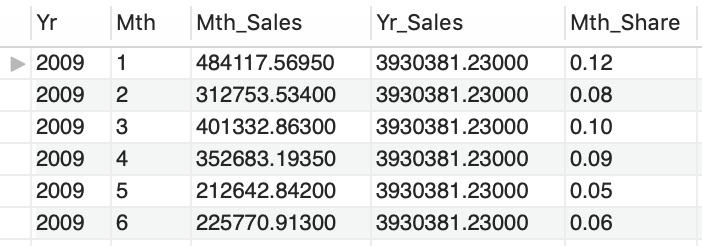 Yr Mth Mth_Sales Yr_Sales Mth_Share
2009 1 484117.56950 3930381.23000 0.12
2009 2 312753.53400 3930381.23000 0.08
2009 3 401332.86300 3930381.23000 0.10
2009 4 352683.19350 3930381.23000 0.09
2009 5 212642.84200 3930381.23000 0.05
2009 6 225770.91300 3930381.23000 0.06